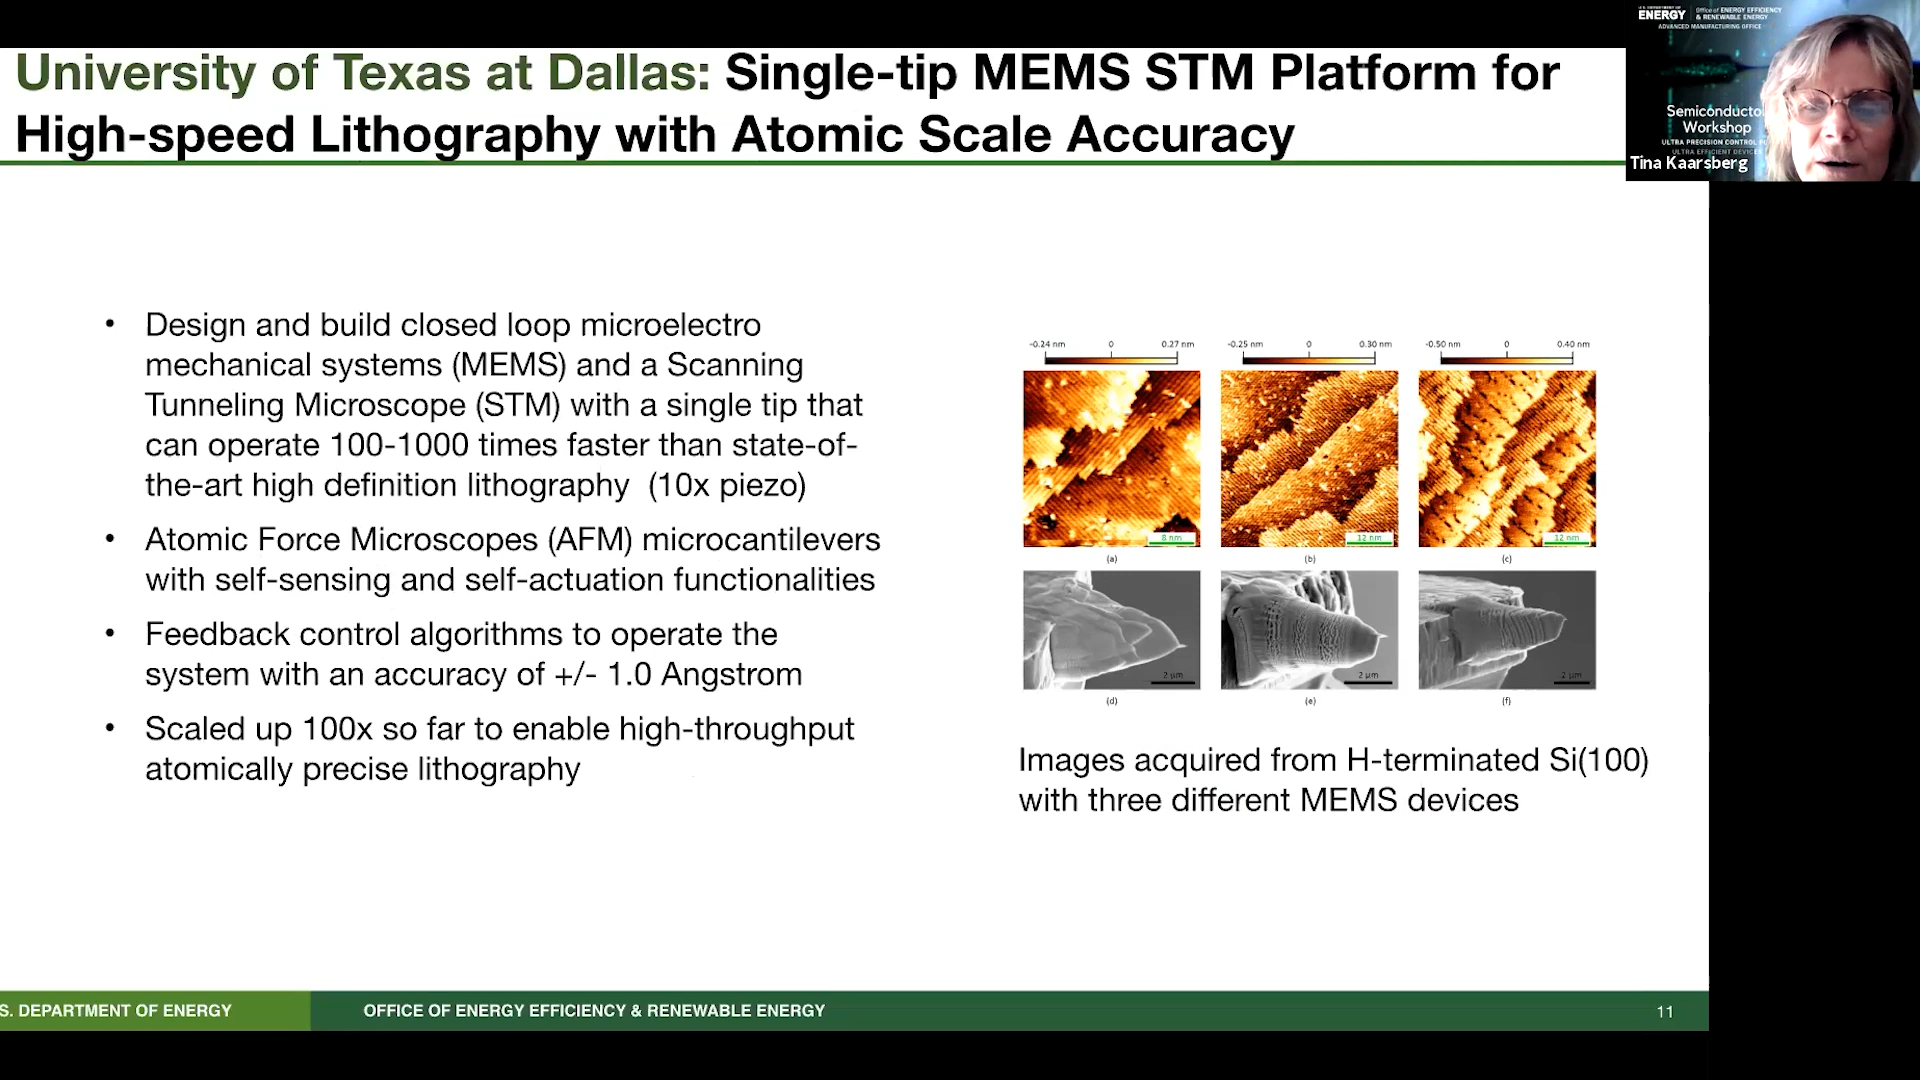 U.S. DEPARTMENT OF
ENERGY
Office of ENERGY EFFICIENCY
& RENEWABLE ENERGY
ADVANCED MANUFACTURING OFFICE
Semiconducto
Workshop
ULTRA PRECISION CONTROL
ULTRA EFFICIENT DEVICES
Tina Kaarsberg
University of Texas at Dallas: Single-tip MEMS STM Platform for
High-speed Lithography with Atomic Scale Accuracy
• Design and build closed loop microelectro
mechanical systems (MEMS) and a Scanning
Tunneling Microscope (STM) with a single tip that
can operate 100-1000 times faster than state-of-
the-art high definition lithography (10x piezo)
• Atomic Force Microscopes (AFM) microcantilevers
with self-sensing and self-actuation functionalities
• Feedback control algorithms to operate the
system with an accuracy of +/- 1.0 Angstrom
• Scaled up 100x so far to enable high-throughput
atomically precise lithography
-0.24 nm 0 0.27 nm
-0.25 nm 0 0.30 nm
-0.50 nm 0 0.40 nm
8 nm
12 nm
12 nm
(a)
(b)
(c)
2 µm
2 µm
2 µm
(d)
(e)
(f)
Images acquired from H-terminated Si(100)
with three different MEMS devices
S. DEPARTMENT OF ENERGY
OFFICE OF ENERGY EFFICIENCY & RENEWABLE ENERGY
11